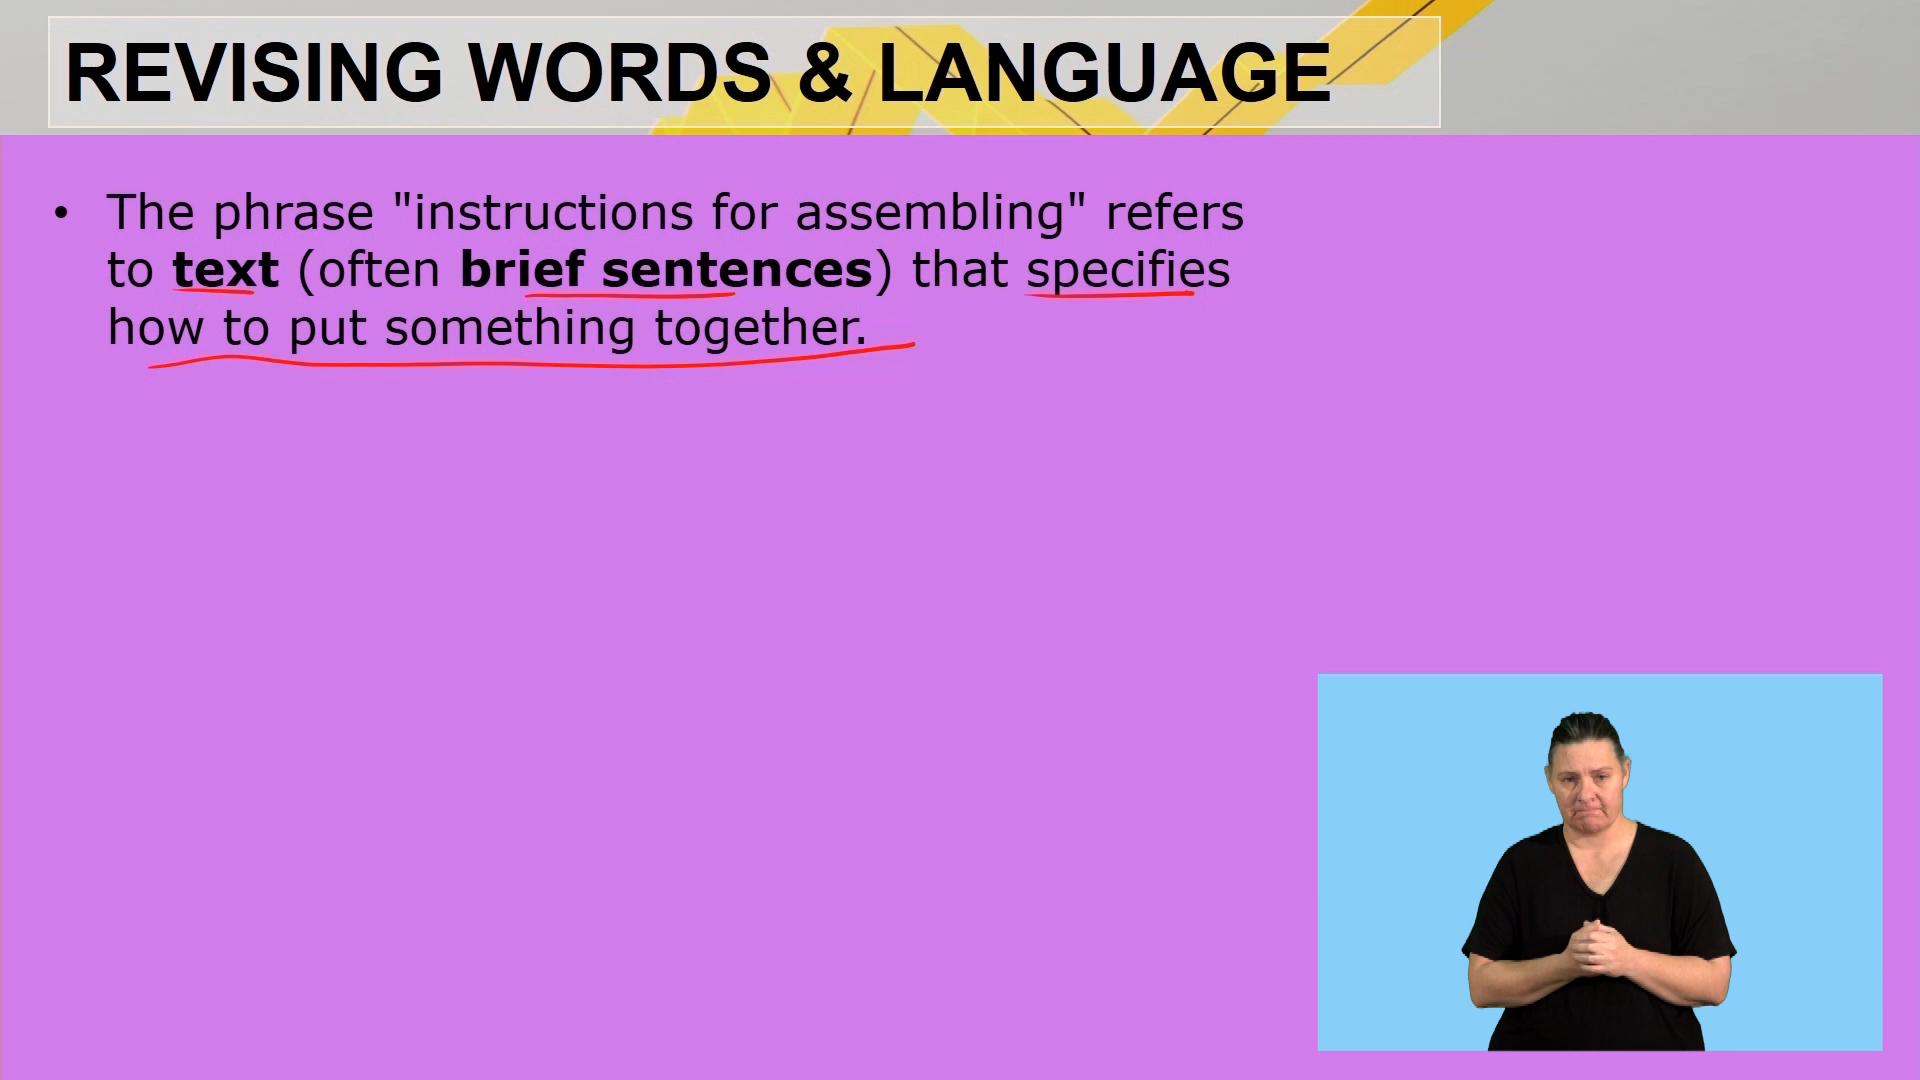 REVISING WORDS & LANGUAGE
• The phrase "instructions for assembling" refers
to text (often brief sentences) that specifies
how to put something together.